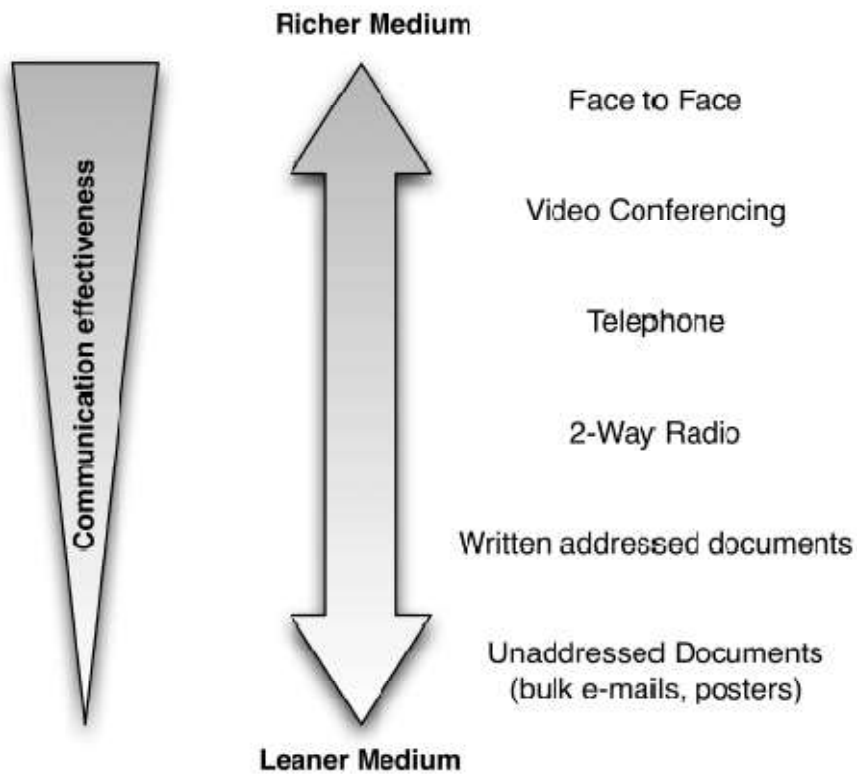 Richer Medium
Communication effectiveness
Face to Face
Video Conferencing
Telephone
2-Way Radio
Written addressed documents
Unaddressed Documents
(bulk e-mails, posters)
Leaner Medium